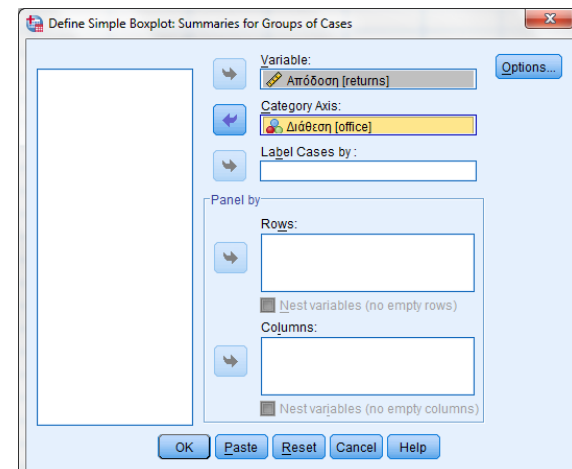 Define Simple Boxplot: Summaries for Groups of Cases
Variable:
Απόδοση [returns]
Options...
Category Axis:
Διάθεση [office]
Label Cases by :
Panel by
Rows:
Nest variables (no empty rows)
Columns:
Nest variables (no empty columns)
OK Paste Reset Cancel Help